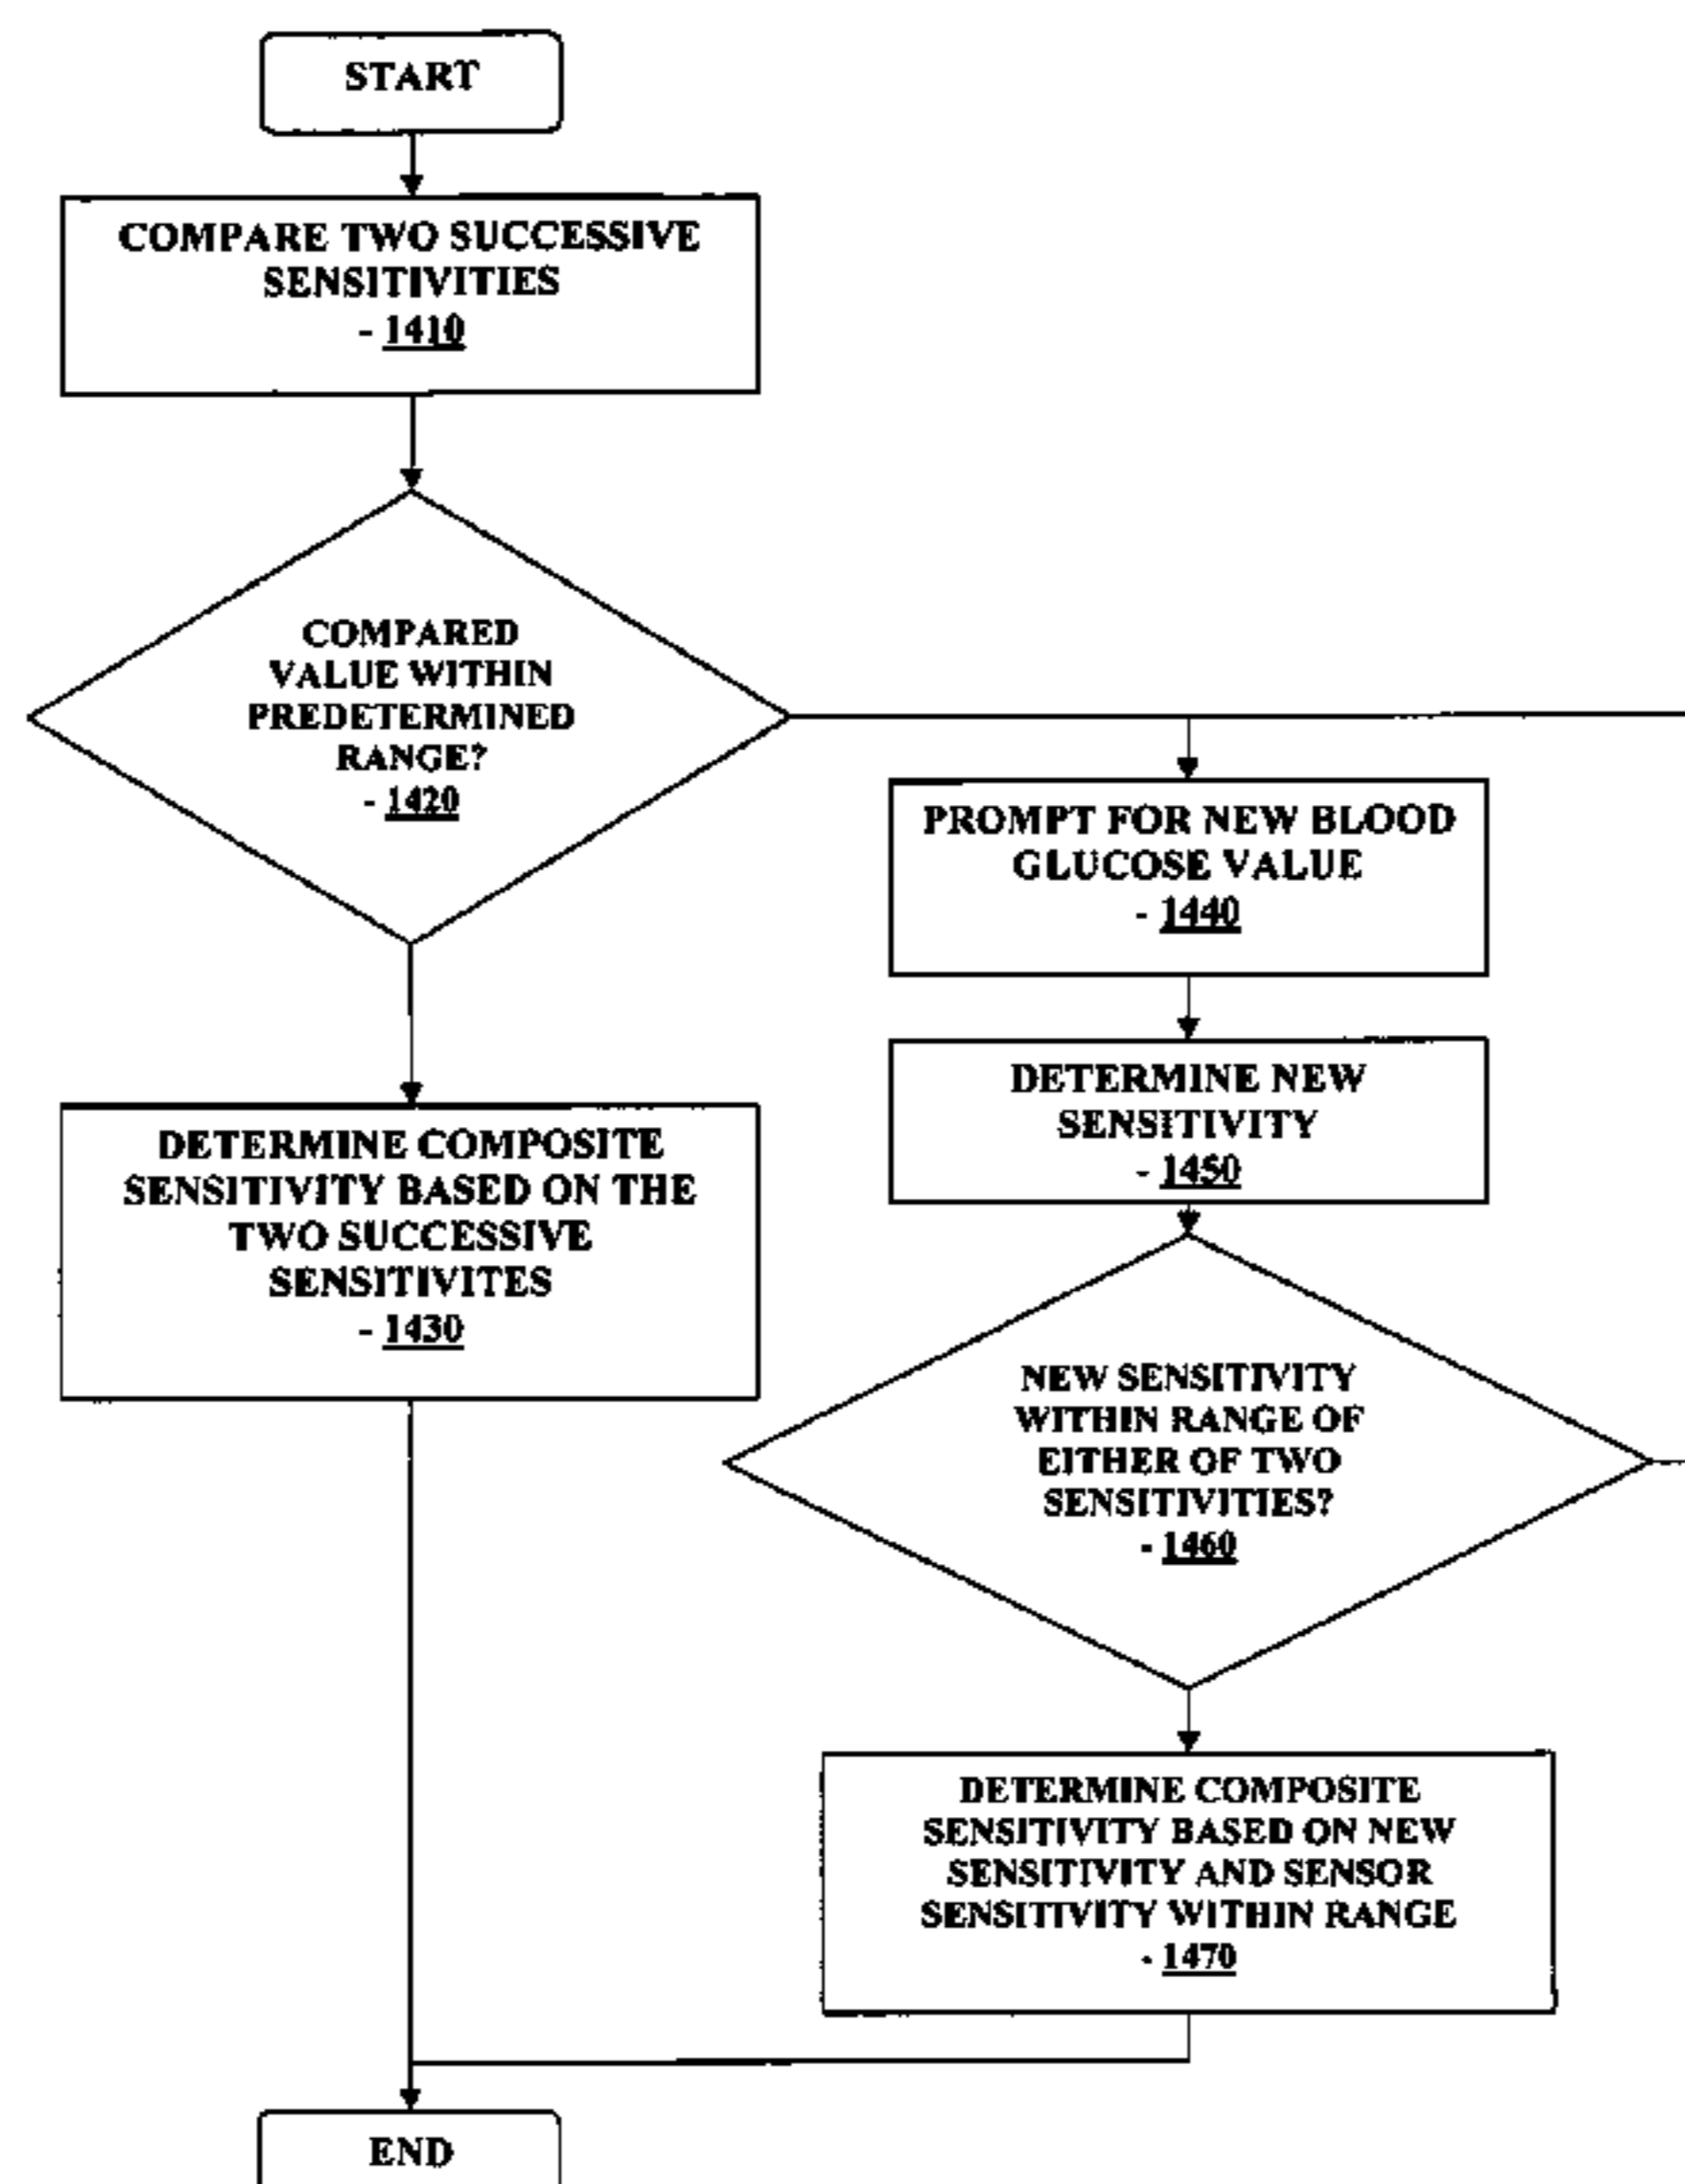 START
COMPARE TWO SUCCESSIVE
SENSITIVITIES
- 1410
COMPARED
VALUE WITHIN
PREDETERMINED
RANGE?
- 1420
PROMPT FOR NEW BLOOD
GLUCOSE VALUE
- 1440
DETERMINE NEW
SENSITIVITY
- 1450
DETERMINE COMPOSITE
SENSITIVITY BASED ON THE
TWO SUCCESSIVE
SENSITIVITES
- 1430
NEW SENSITIVITY
WITHIN RANGE OF
EITHER OF TWO
SENSITIVITIES?
- 1460
DETERMINE COMPOSITE
SENSITIVITY BASED ON NEW
SENSITIVITY AND SENSOR
SENSITIVITY WITHIN RANGE
- 1470
END